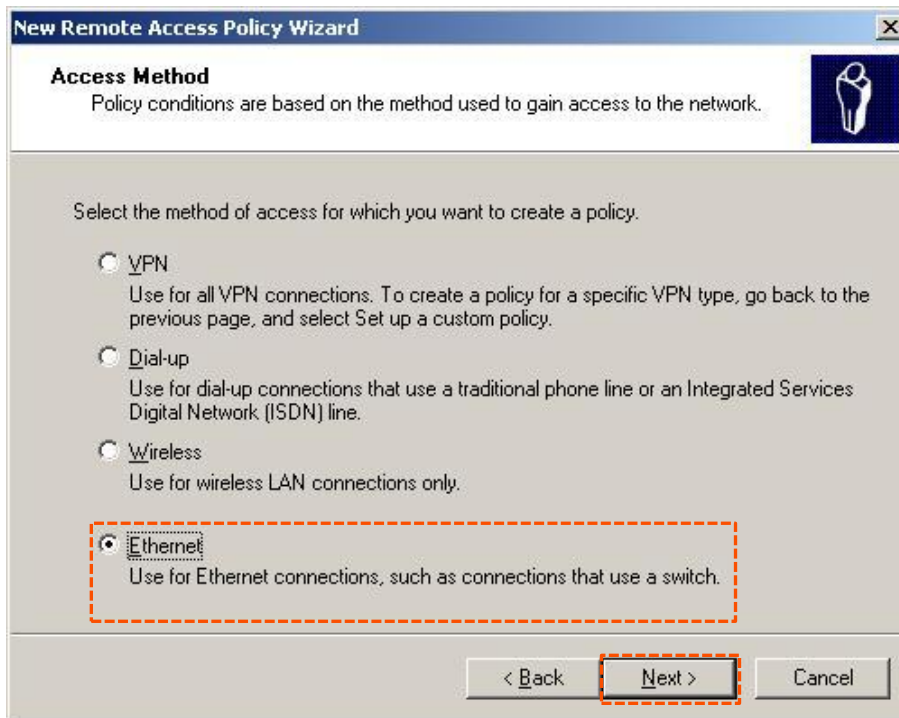 New Remote Access Policy Wizard
Access Method
Policy conditions are based on the method used to gain access to the network.
Select the method of access for which you want to create a policy.
VPN
Use for all VPN connections. To create a policy for a specific VPN type, go back to the
previous page, and select Set up a custom policy.
Dial-up
Use for dial-up connections that use a traditional phone line or an Integrated Services
Digital Network (ISDN) line.
Wireless
Use for wireless LAN connections only.
Ethernet
Use for Ethernet connections, such as connections that use a switch.
< Back Next > Cancel